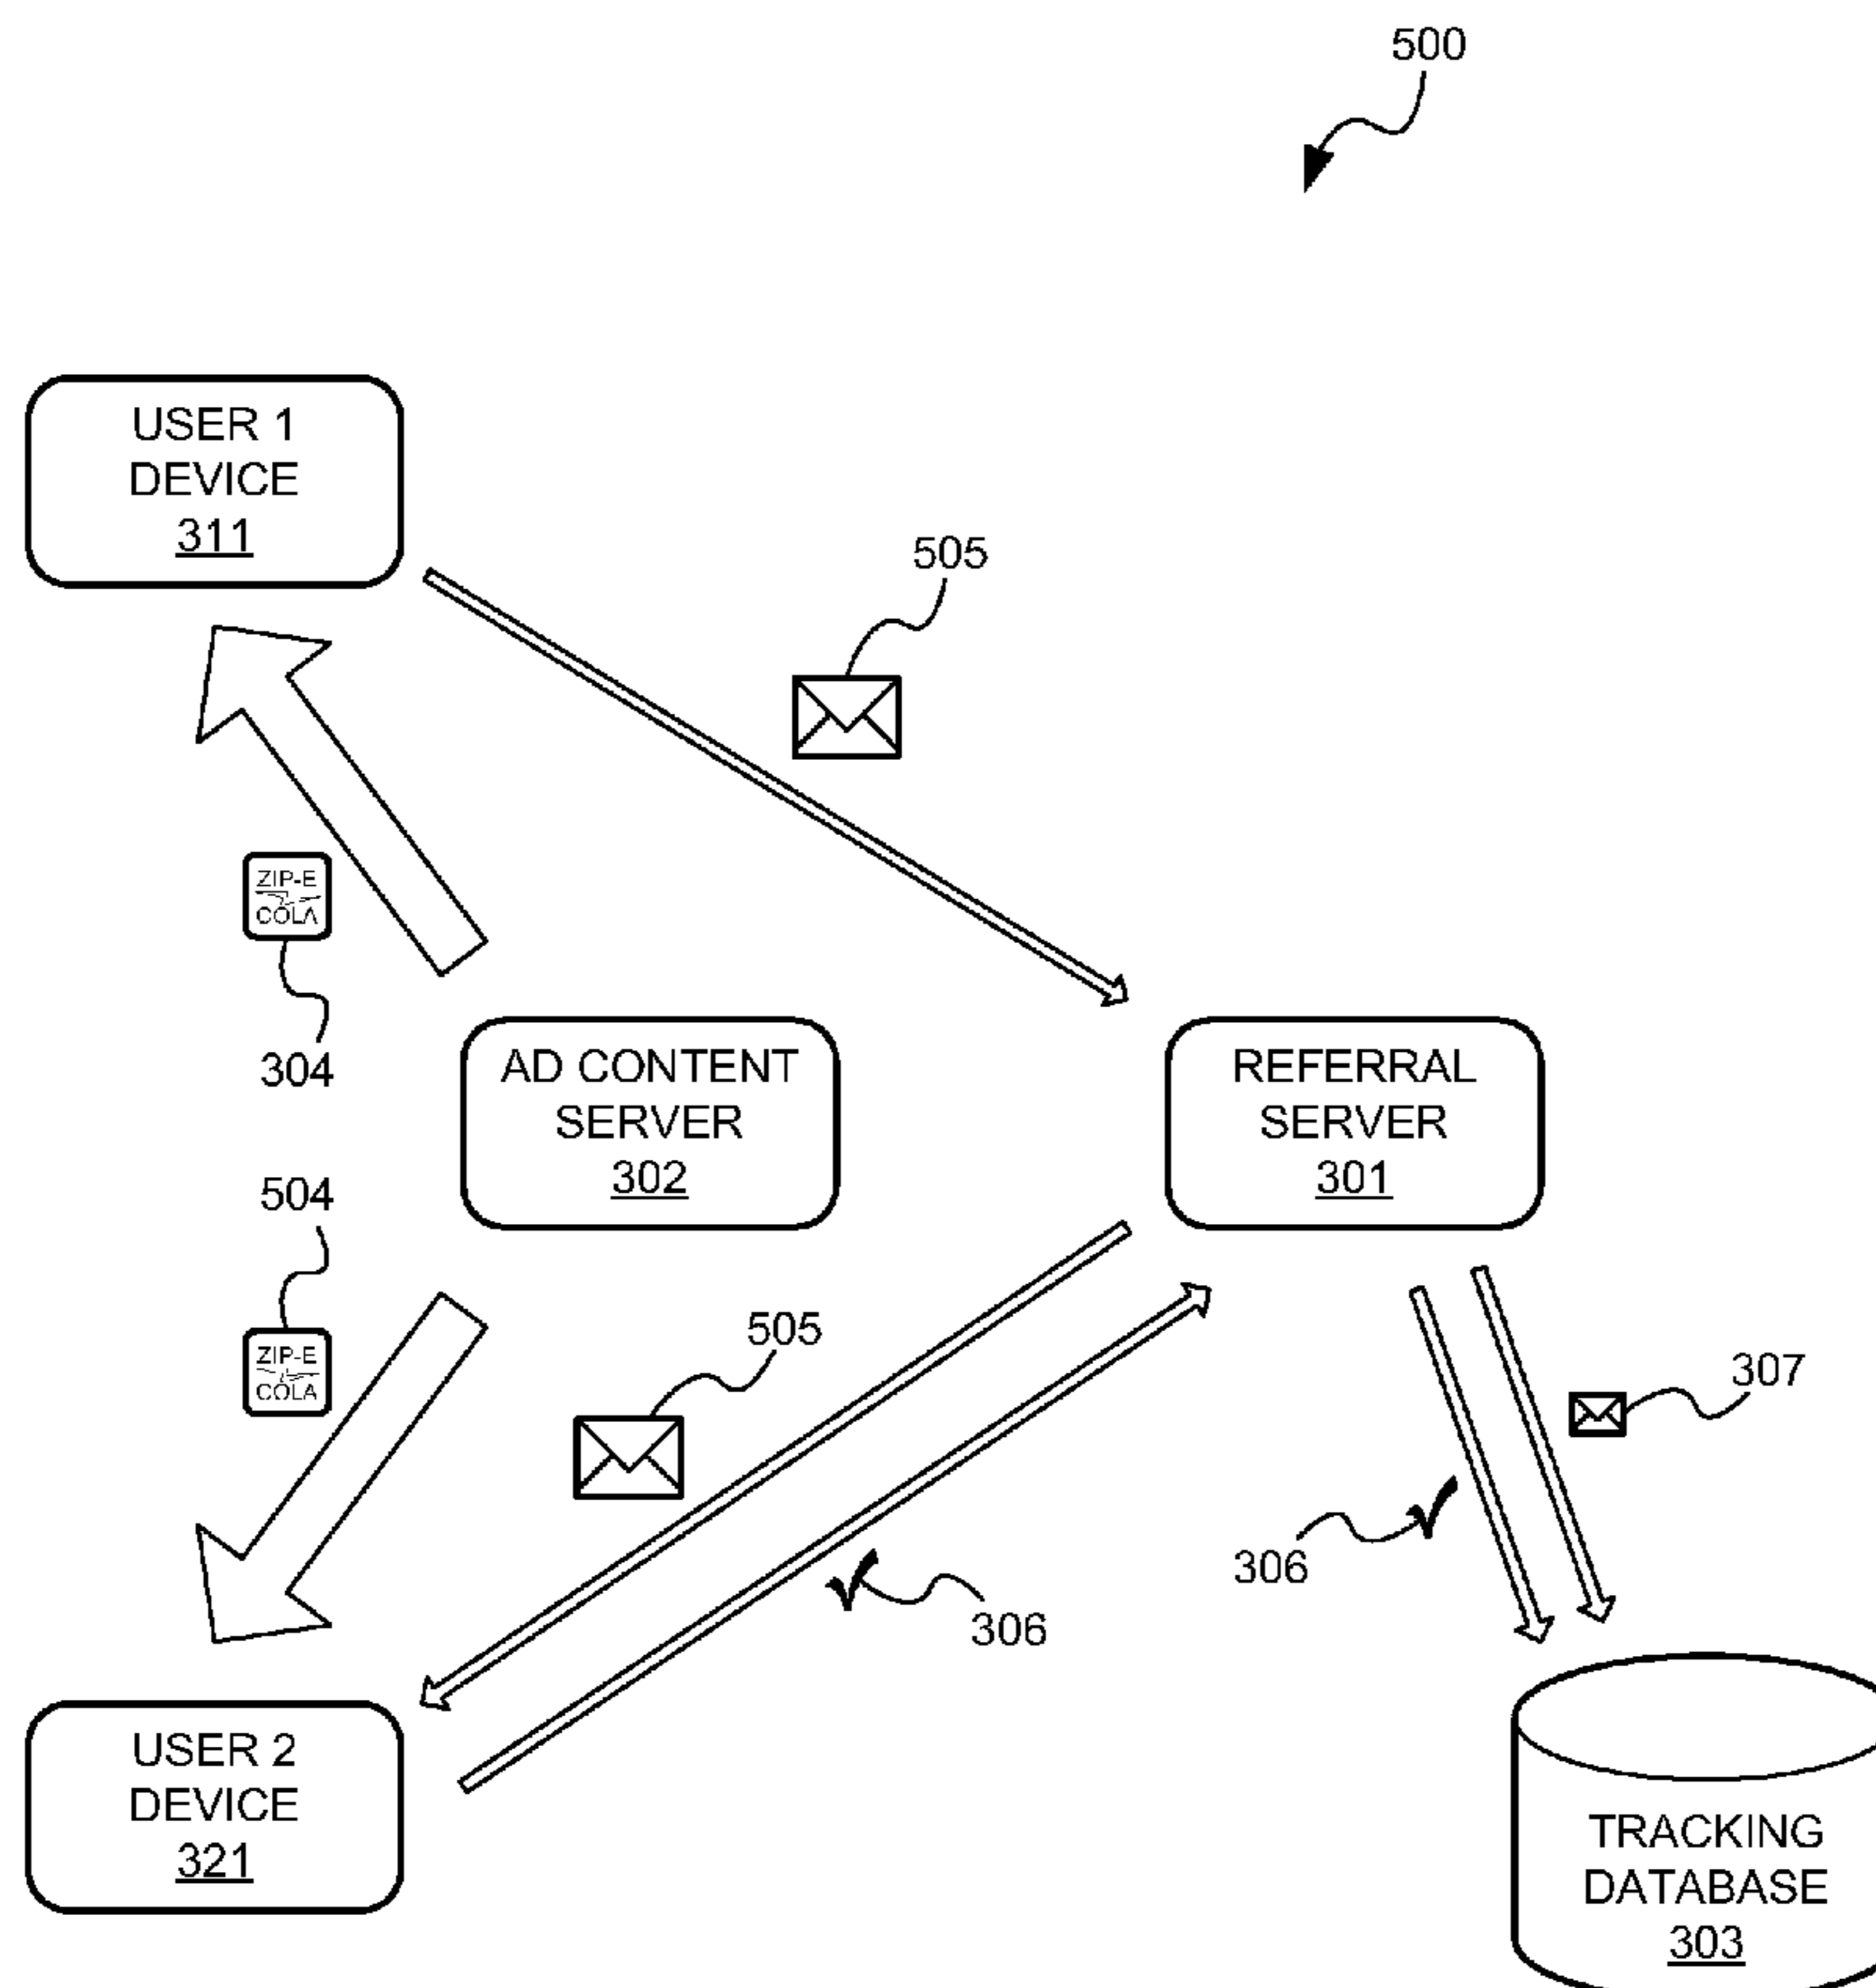 500
USER 1
DEVICE
311
505
ZIP-E
COLA
304
AD CONTENT
SERVER
302
REFERRAL
SERVER
301
504
ZIP-E
COLA
505
307
306
306
USER 2
DEVICE
321
TRACKING
DATABASE
303